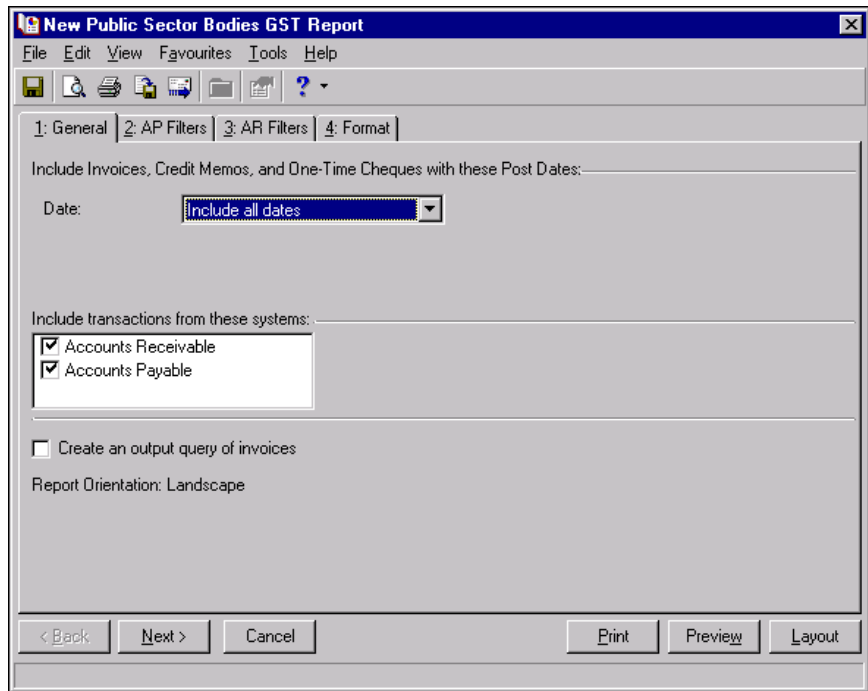 New Public Sector Bodies GST Report
File Edit View Favourites Tools Help
1: General 2: AP Filters 3: AR Filters 4: Format
Include Invoices, Credit Memos, and One-Time Cheques with these Post Dates:
Date: Include all dates
Include transactions from these systems:
Accounts Receivable
Accounts Payable
Create an output query of invoices
Report Orientation: Landscape
< Back Next > Cancel Print Preview Layout